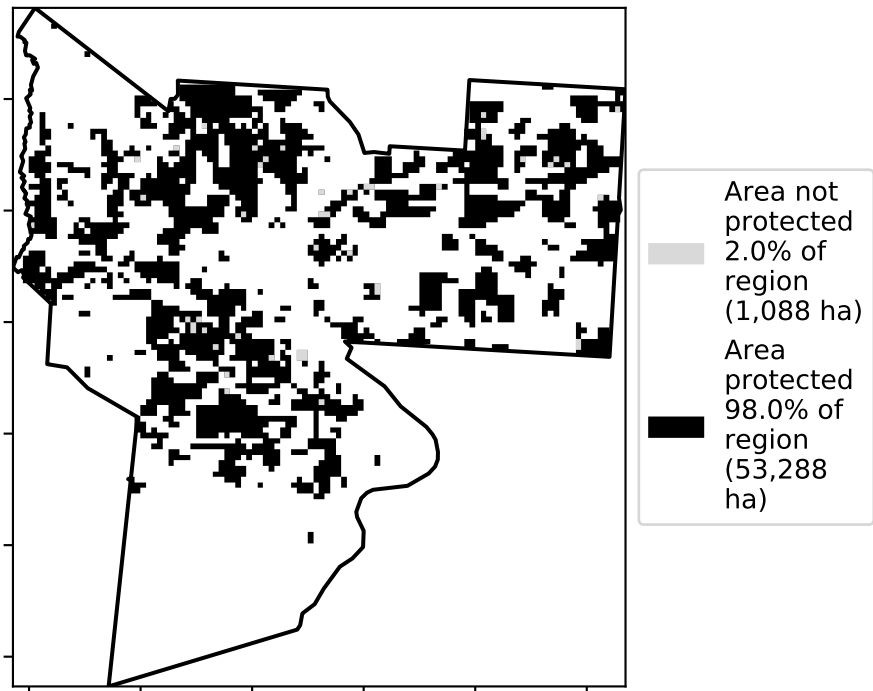 Area not
protected
2.0% of
region
(1,088 ha)
Area
protected
98.0% of
region
(53,288
ha)